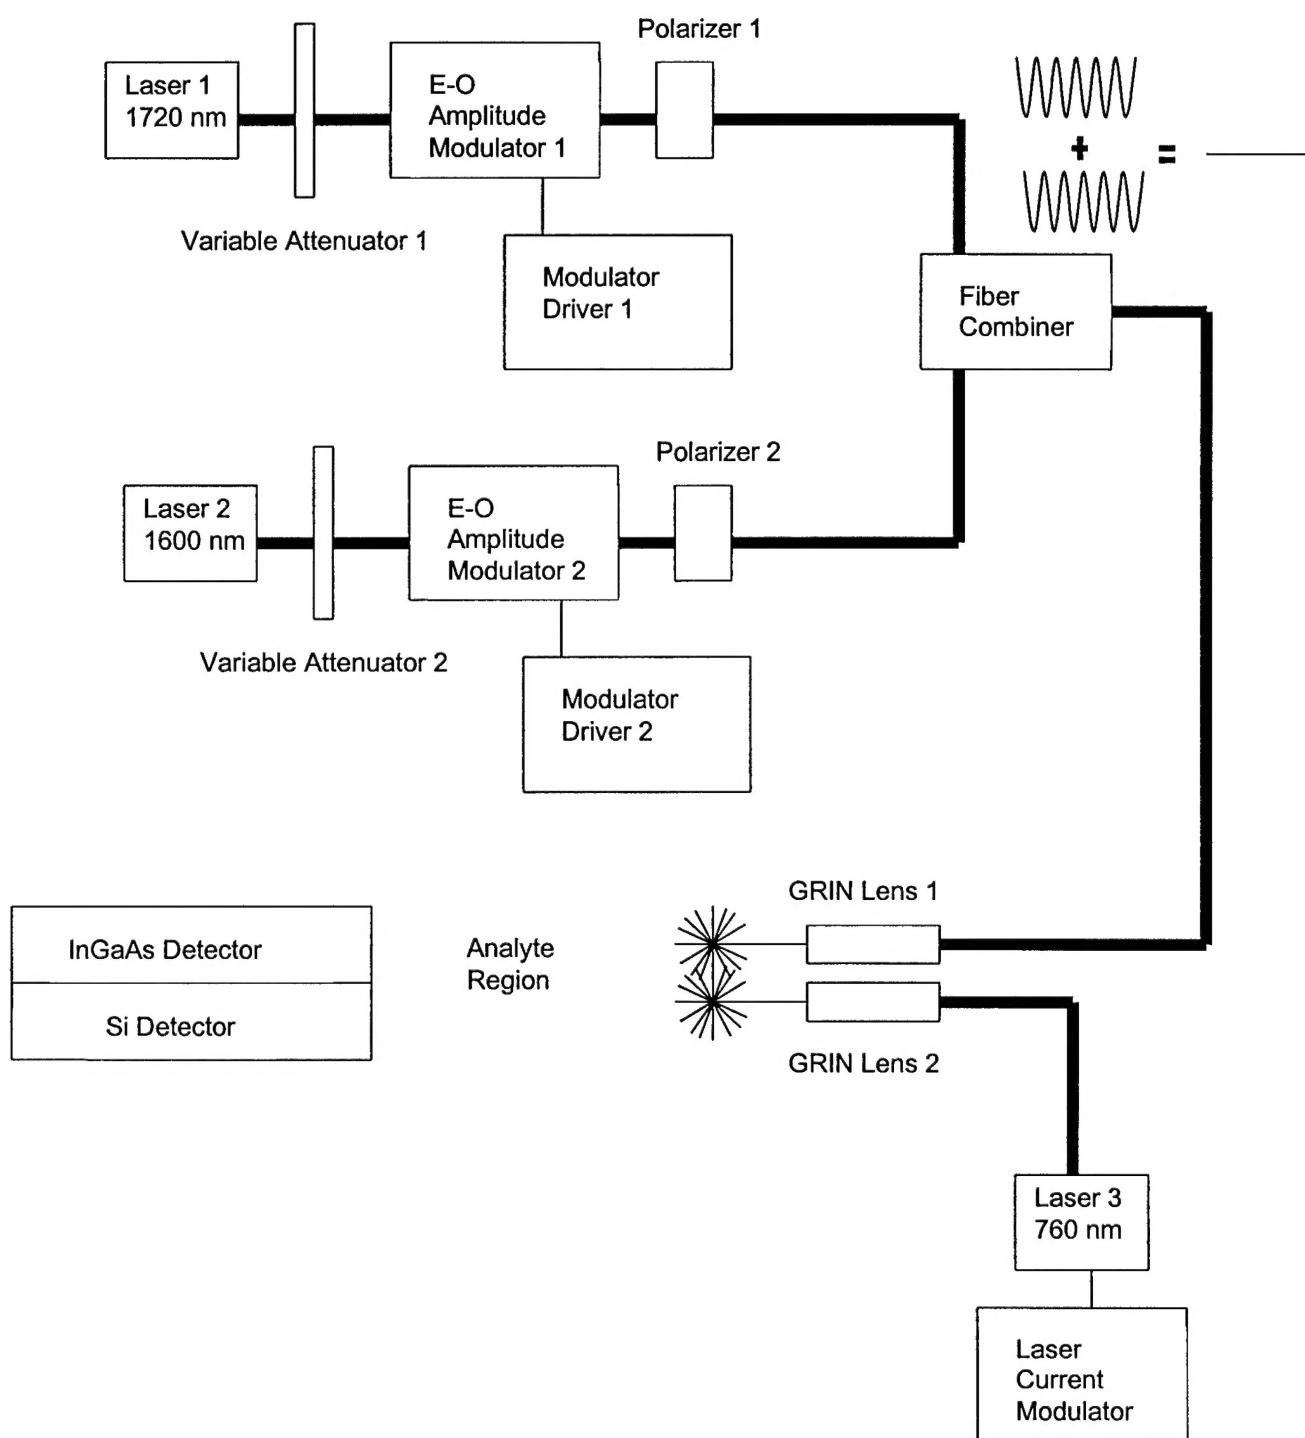 Polarizer 1
Laser 1
1720 nm
E-O
Amplitude
Modulator 1
+
=
Variable Attenuator 1
Modulator
Driver 1
Fiber
Combiner
Polarizer 2
Laser 2
1600 nm
E-O
Amplitude
Modulator 2
Variable Attenuator 2
Modulator
Driver 2
GRIN Lens 1
InGaAs Detector
Analyte
Region
Si Detector
GRIN Lens 2
Laser 3
760 nm
Laser
Current
Modulator